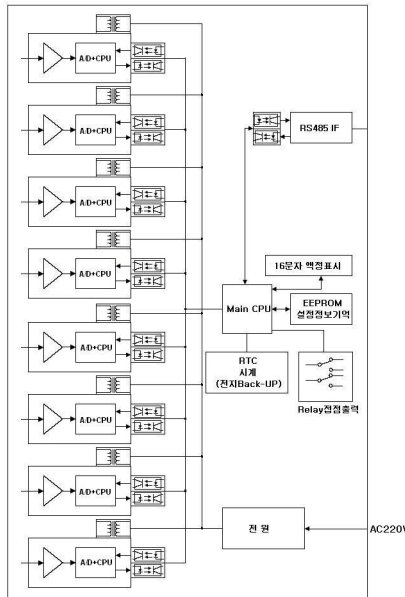 A/D+CPU
A/D+CPU
RS485 IF
A/D+CPU
A/D+CPU
16문자 액정표시
Main CPU
EEPROM
설정정보기억
A/D+CPU
RTC
시계
(전지Back-UP)
Relay접점출력
A/D+CPU
A/D+CPU
전 원
AC220V
A/D+CPU